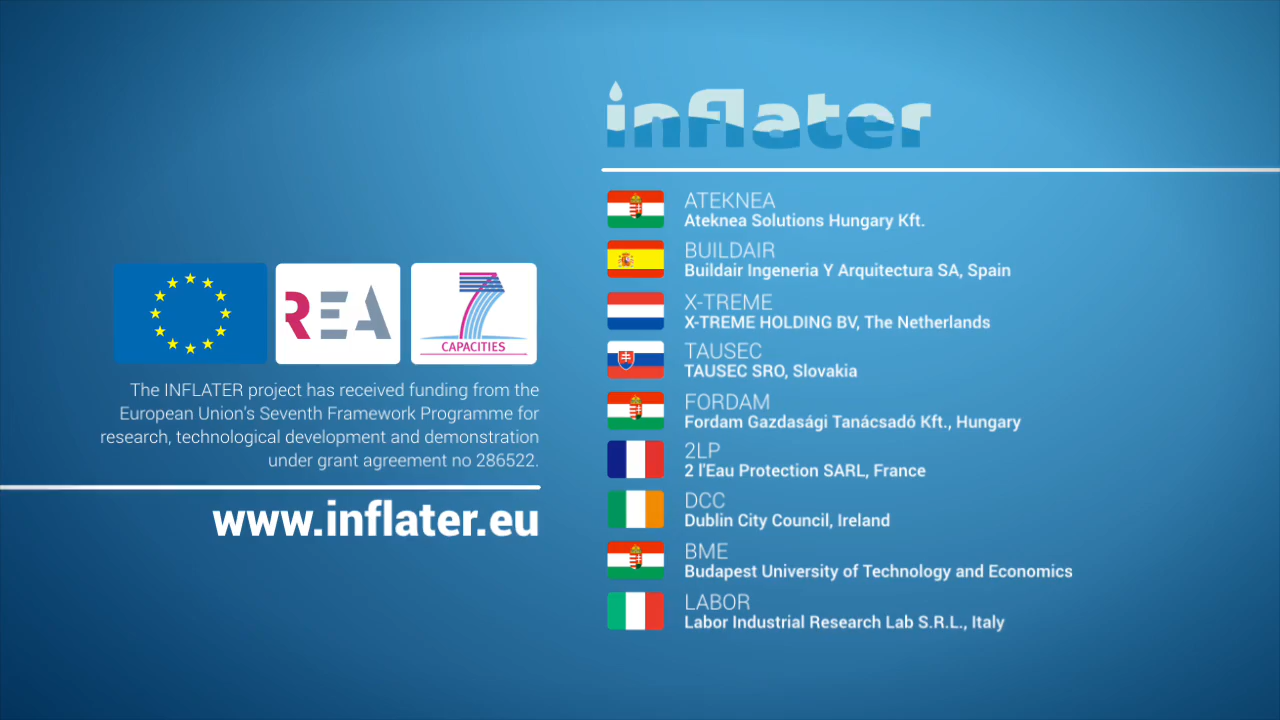 REA
7
CAPACITIES
The INFLATER project has received funding from the
European Union's Seventh Framework Programme for
research, technological development and demonstration
under grant agreement no 286522.
www.inflater.eu
inflater
ATEKNEA
Ateknea Solutions Hungary Kft.
BUILDAIR
Buildair Ingeneria Y Arquitectura SA, Spain
X-TREME
X-TREME HOLDING BV, The Netherlands
TAUSEC
TAUSEC SRO, Slovakia
FORDAM
Fordam Gazdasági Tanácsadó Kft., Hungary
2LP
2 l'Eau Protection SARL, France
DCC
Dublin City Council, Ireland
BME
Budapest University of Technology and Economics
LABOR
Labor Industrial Research Lab S.R.L., Italy